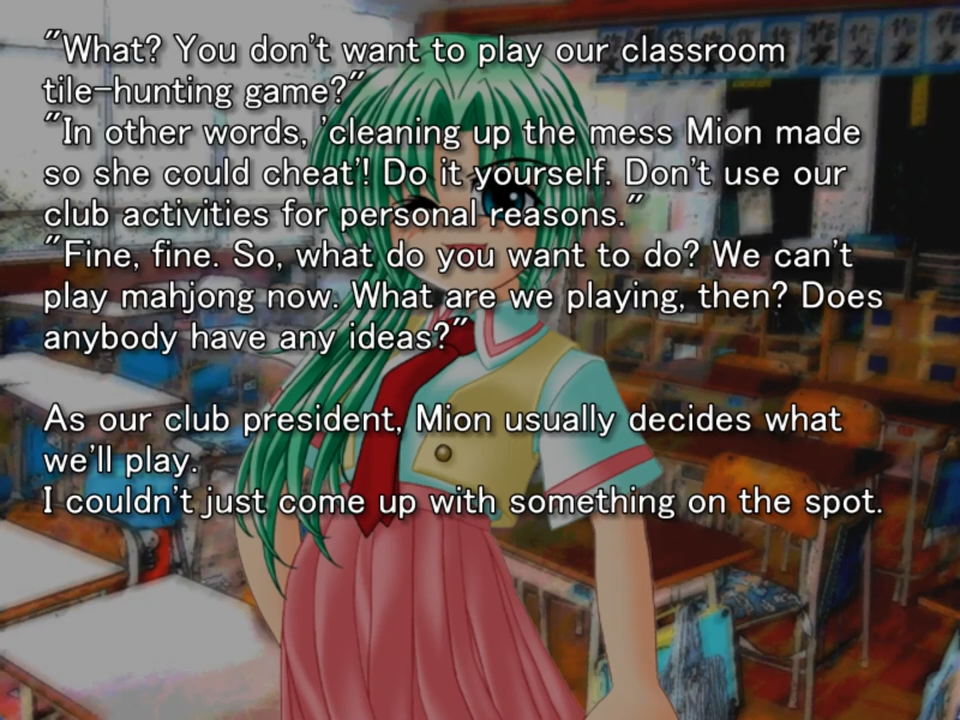 "What? You don't want to play our classroom
tile-hunting game?"
"In other words, 'cleaning up the mess Mion made
so she could cheat'! Do it yourself. Don't use our
club activities for personal reasons."
"Fine, fine. So, what do you want to do? We can't
play mahjong now. What are we playing, then? Does
anybody have any ideas?"
As our club president, Mion usually decides what
we'll play.
I couldn't just come up with something on the spot.